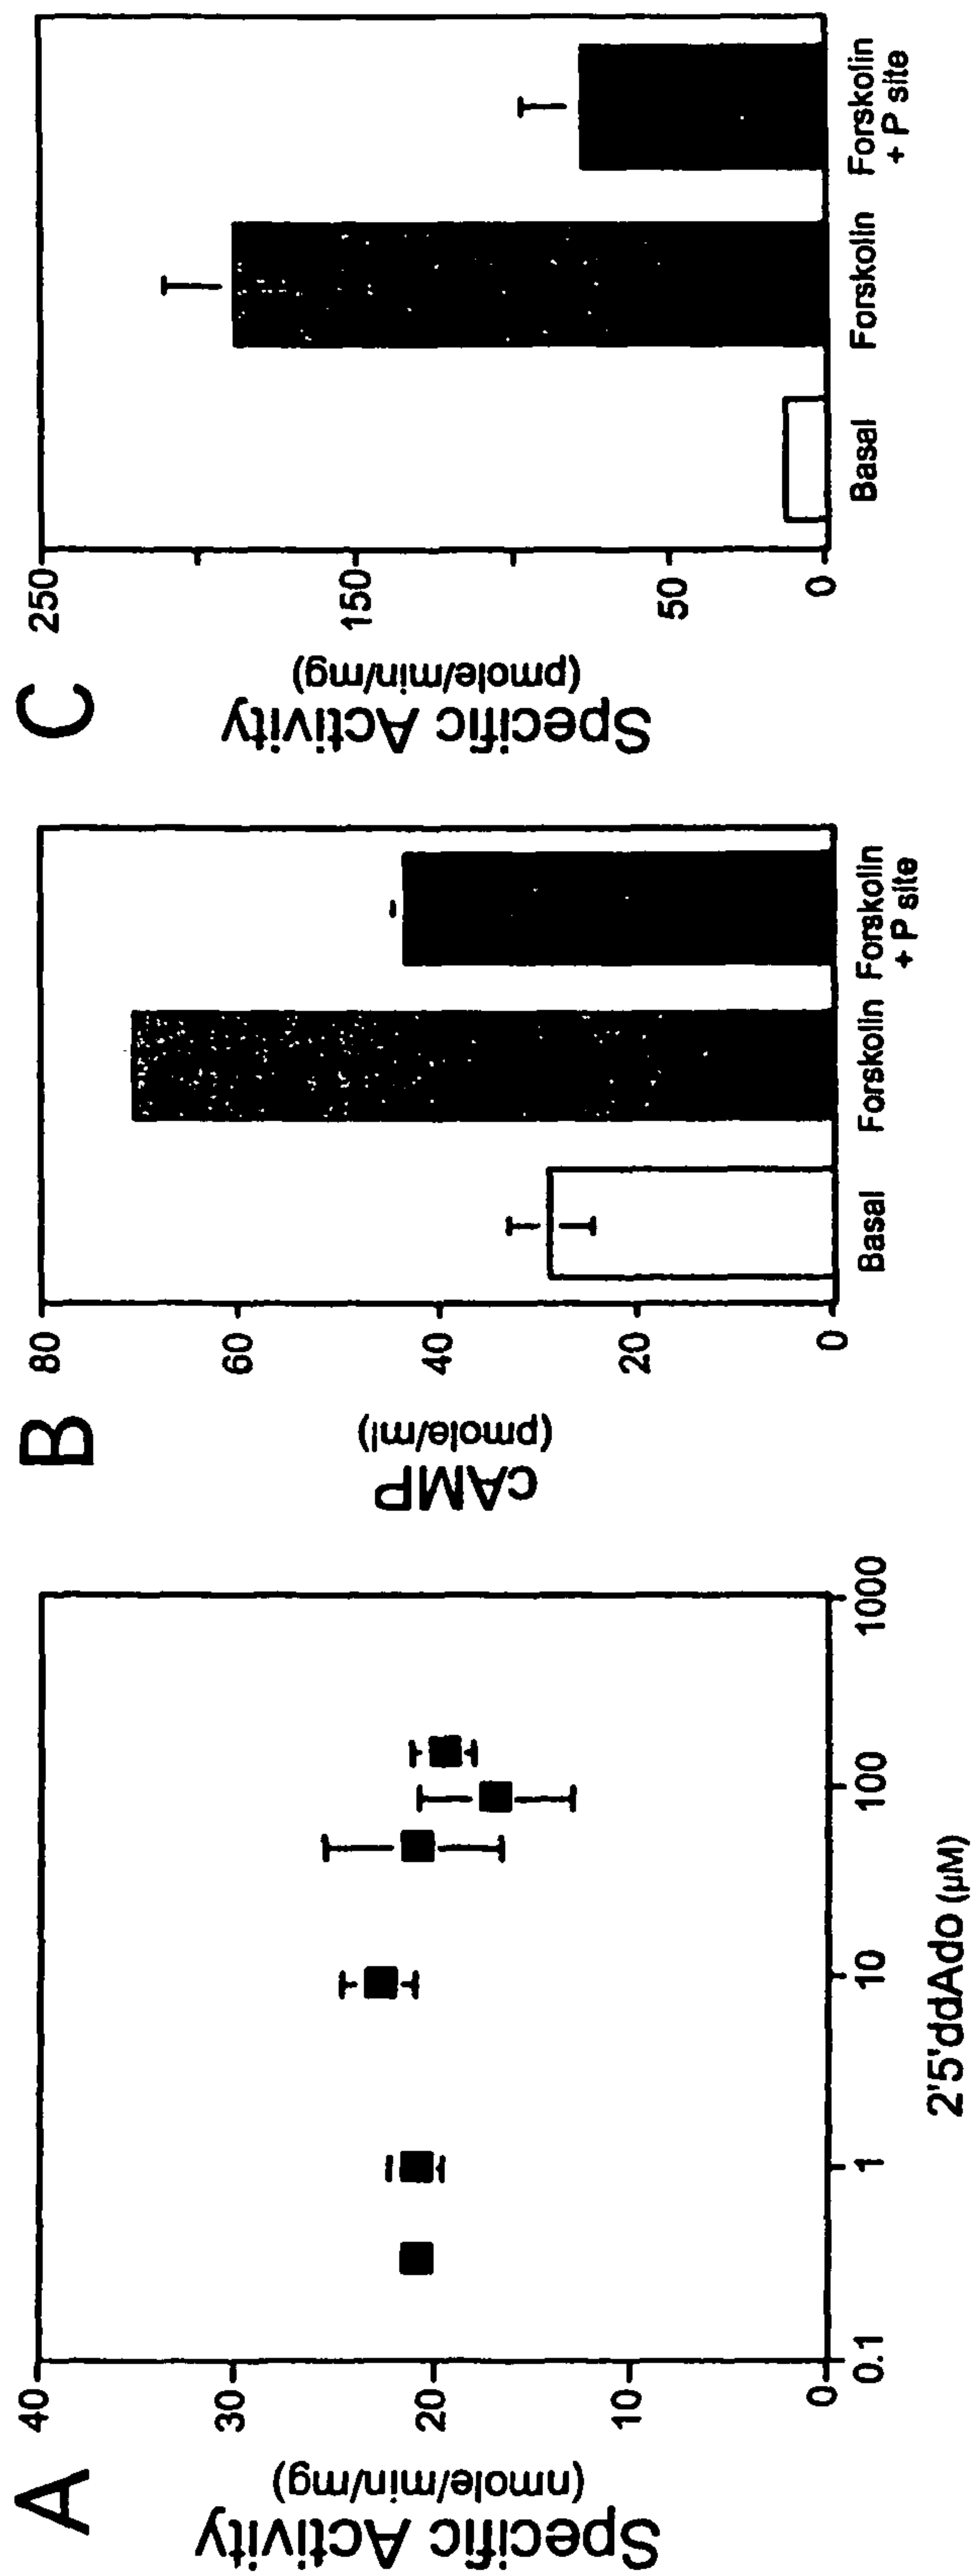 A
Specific Activity
(nmole/min/mg)
40
30
20
10
0
0.1
1
10
100
1000
2'5'ddAdo (µM)
B
cAMP
(pmole/ml)
80
60
40
20
0
Basal
Forskolin
Forskolin
+ P site
C
Specific Activity
(pmole/min/mg)
250
150
50
0
Basal
Forskolin
Forskolin
+ P site